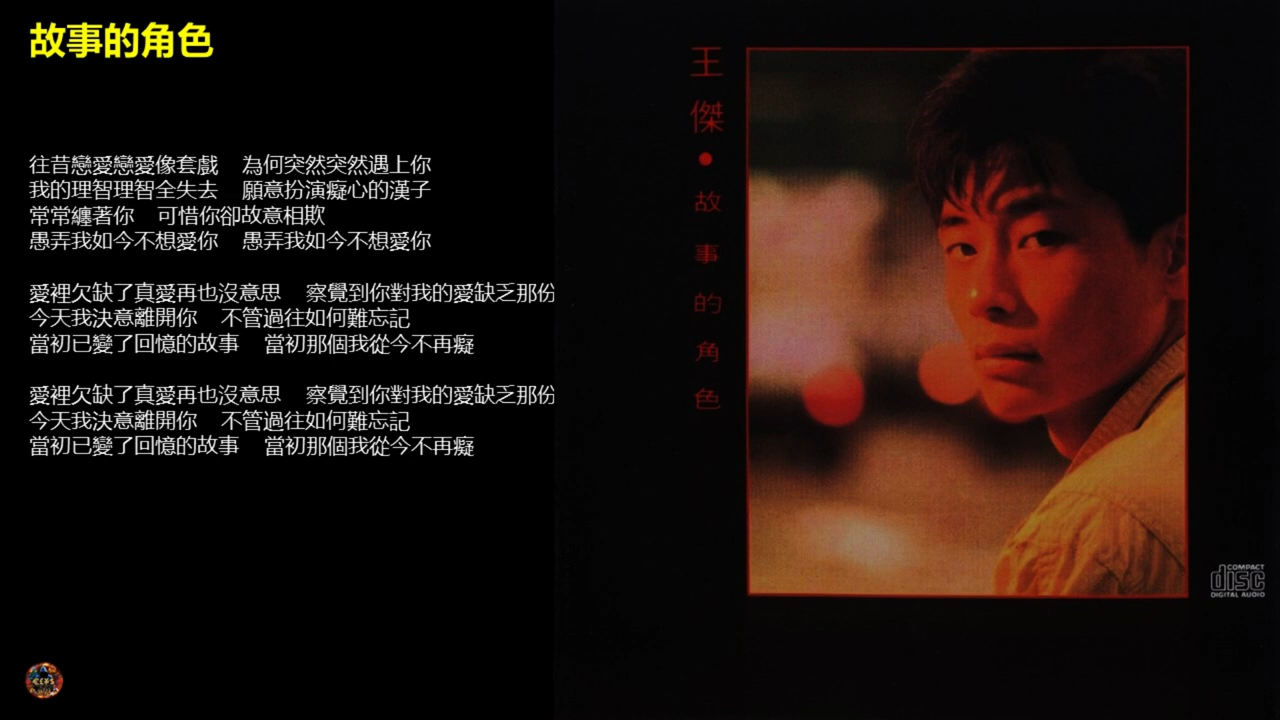 故事的角色
往昔戀愛戀愛像套戲 為何突然突然遇上你
我的理智理智全失去 願意扮演癡心的漢子
常常纏著你 可惜你卻故意相欺
愚弄我如今不想愛你 愚弄我如今不想愛你
愛裡欠缺了真愛再也沒意思 察覺到你對我的愛缺乏那份
今天我決意離開你 不管過往如何難忘記
當初已變了回憶的故事 當初那個我從今不再癡
愛裡欠缺了真愛再也沒意思 察覺到你對我的愛缺乏那份
今天我決意離開你 不管過往如何難忘記
當初已變了回憶的故事 當初那個我從今不再癡
王傑•故事的角色
COMPACT
disc
DIGITAL AUDIO